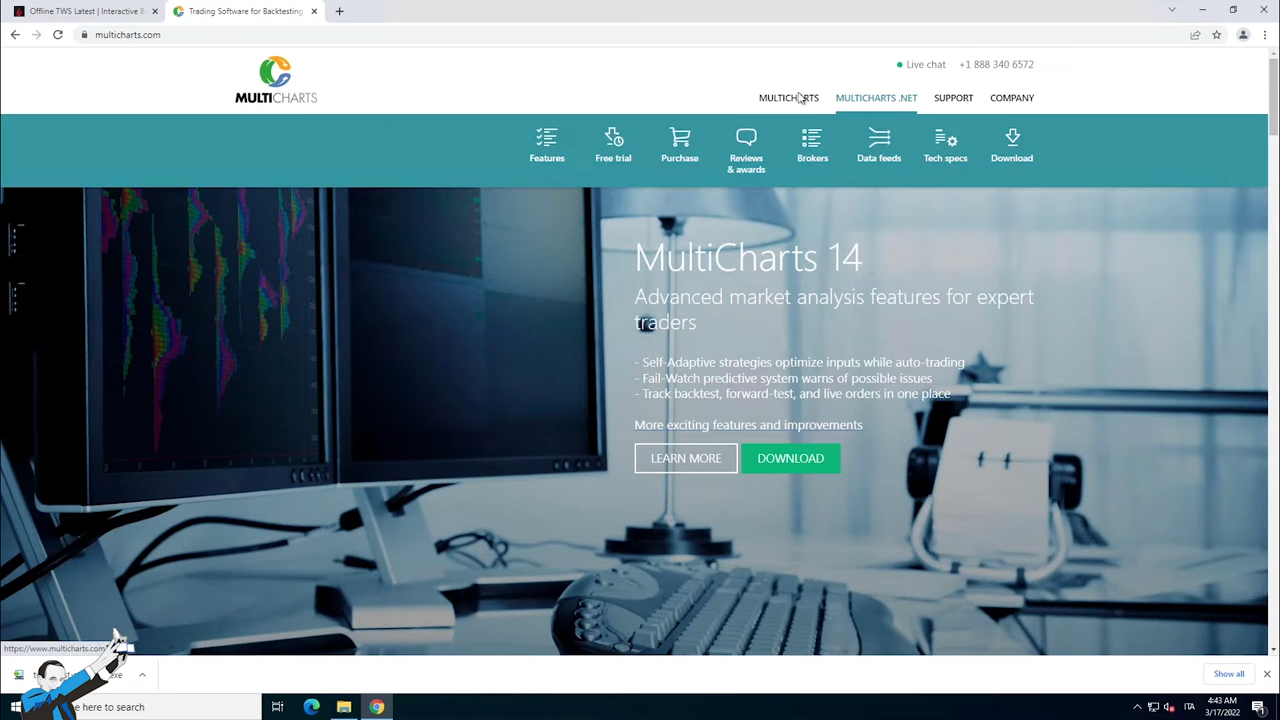 Offline TWS Latest | Interactive B
Trading Software for Backtesting
multicharts.com
Live chat +1 888 340 6572
MULTICHARTS
MULTICHARTS MULTICHARTS .NET SUPPORT COMPANY
Features Free trial Purchase Reviews & awards Brokers Data feeds Tech specs Download
MultiCharts 14
Advanced market analysis features for expert
traders
- Self-Adaptive strategies optimize inputs while auto-trading
- Fail-Watch predictive system warns of possible issues
- Track backtest, forward-test, and live orders in one place
More exciting features and improvements
LEARN MORE DOWNLOAD
https://www.multicharts.com
Show all
here to search
ITA
4:43 AM
3/17/2022